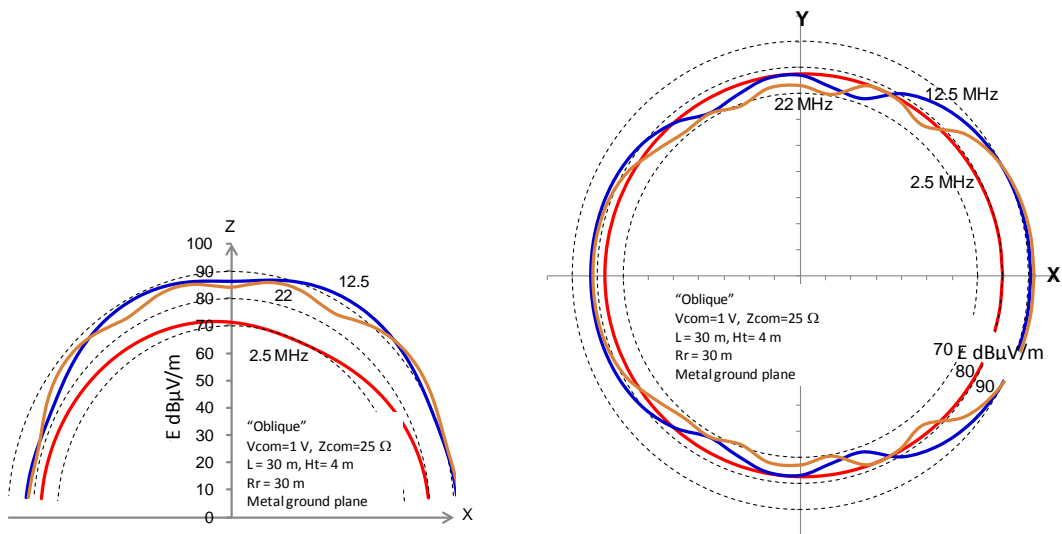 Z
100
90
80
70
60
50
40
30
20
10
0
E dBµV/m
12.5
22
2.5 MHz
"Oblique"
Vcom=1 V, Zcom=25 Ω
L = 30 m, Ht= 4 m
Rr = 30 m
Metal ground plane
X
Y
12.5 MHz
22 MHz
2.5 MHz
X
"Oblique"
Vcom=1 V, Zcom=25 Ω
L = 30 m, Ht= 4 m
Rr = 30 m
Metal ground plane
70
E dBµV/m
80
90